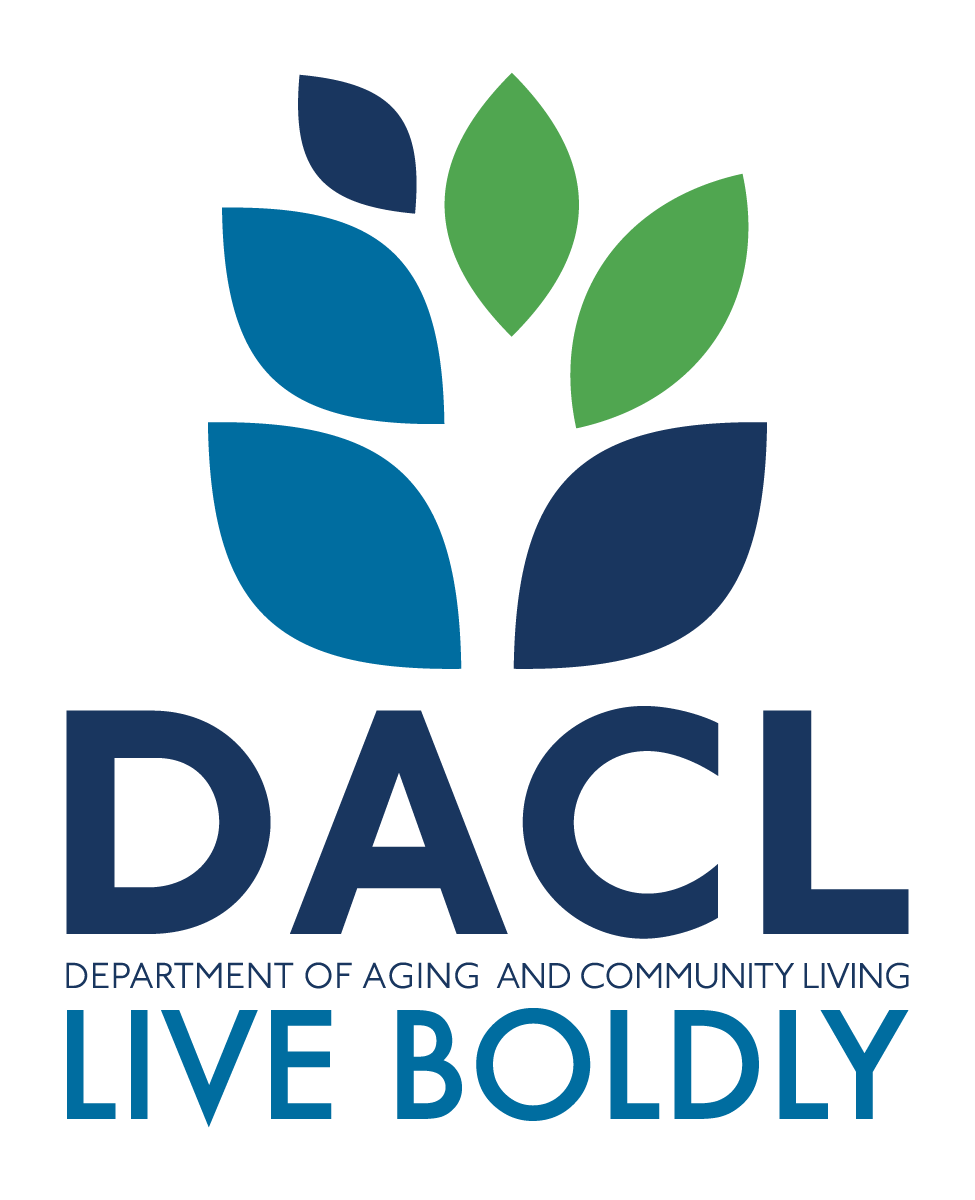 DACL
DEPARTMENT OF AGING AND COMMUNITY LIVING
LIVE BOLDLY